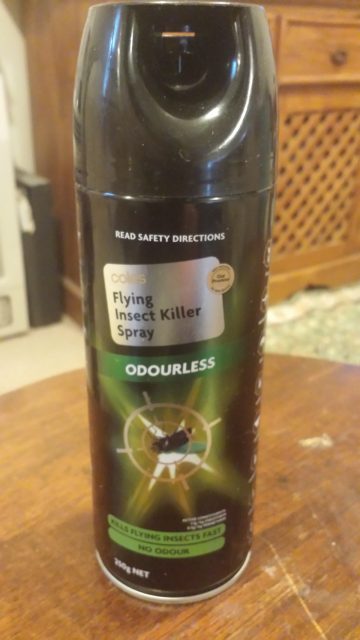 READ SAFETY DIRECTIONS
coles
Flying
Insect Killer
Spray
ODOURLESS
KILLS FLYING INSECTS FAST
NO ODOUR
250g NET